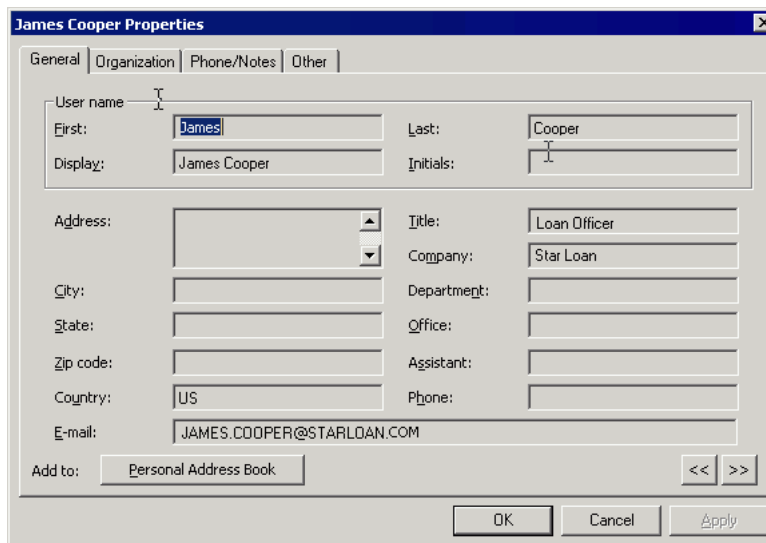 James Cooper Properties
General Organization Phone/Notes Other
User name
First: James Last: Cooper
Display: James Cooper Initials:
Address: Title: Loan Officer
Company: Star Loan
City: Department:
State: Office:
Zip code: Assistant:
Country: US Phone:
E-mail: JAMES.COOPER@STARLOAN.COM
Add to: Personal Address Book << >>
OK Cancel Apply